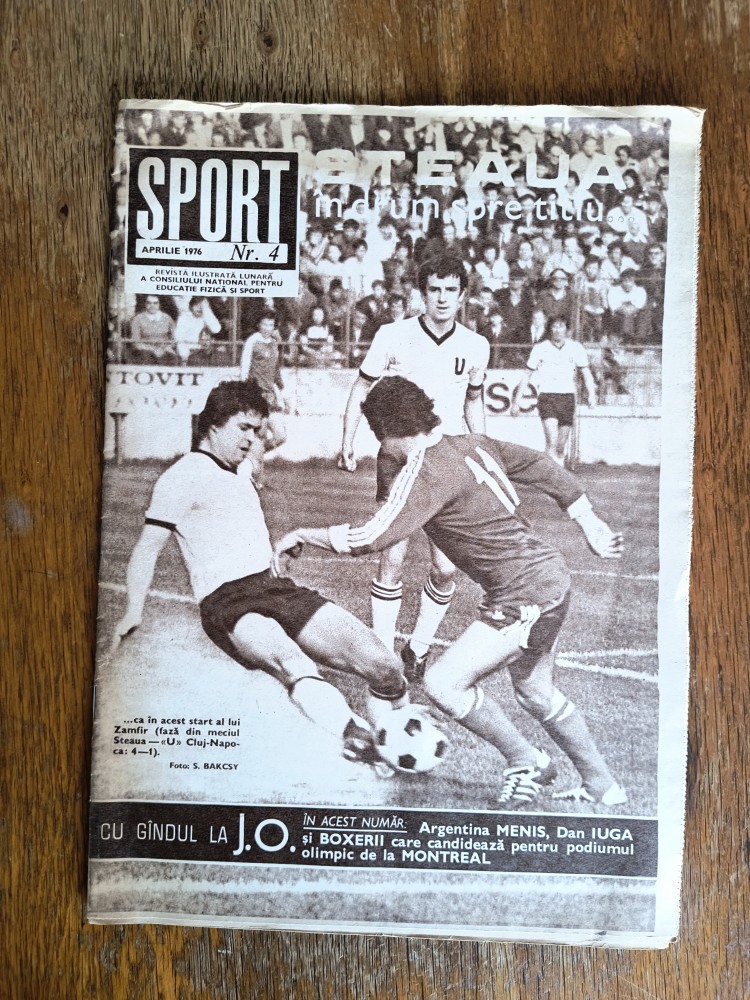 SPORT
APRILIE 1976 Nr. 4
REVISTĂ ILUSTRATĂ LUNARĂ
A CONSILIULUI NAȚIONAL PENTRU
EDUCAȚIE FIZICĂ ȘI SPORT
STEAUA
în drum spre titlu...
U
TOVIT
se
11
...ca în acest start al lui
Zamfir (fază din meciul
Steaua — «U» Cluj-Napo-
ca: 4—1).
Foto: S. BAKCSY
CU GÎNDUL LA J.O.
ÎN ACEST NUMĂR: Argentina MENIS, Dan IUGA
și BOXERII care candidează pentru podiumul
olimpic de la MONTREAL